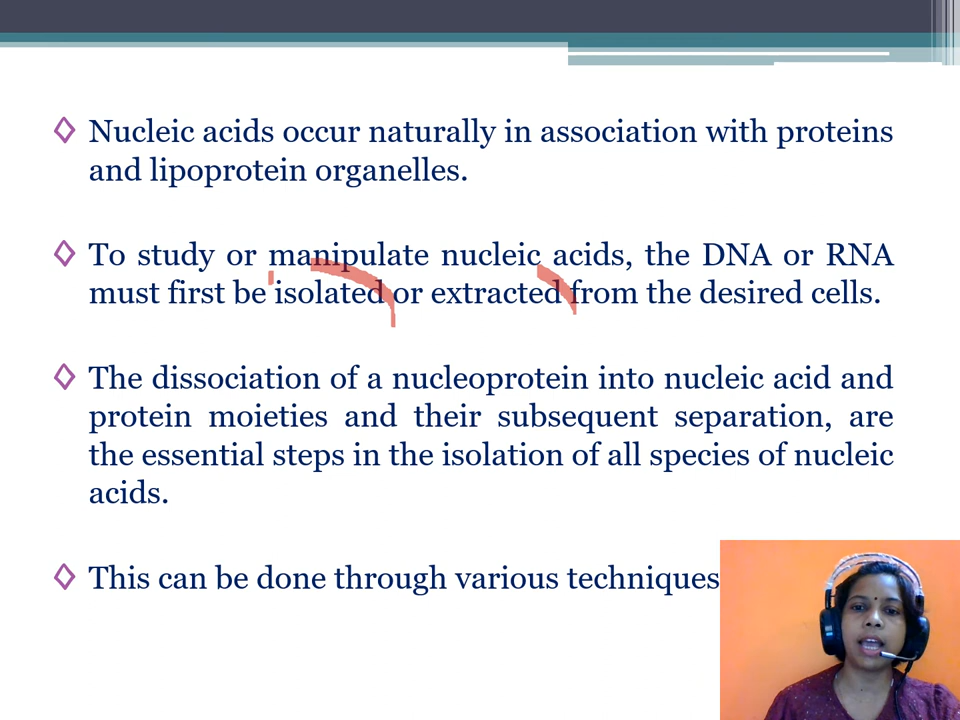 Nucleic acids occur naturally in association with proteins
and lipoprotein organelles.
To study or manipulate nucleic acids, the DNA or RNA
must first be isolated or extracted from the desired cells.
The dissociation of a nucleoprotein into nucleic acid and
protein moieties and their subsequent separation, are
the essential steps in the isolation of all species of nucleic
acids.
This can be done through various techniques